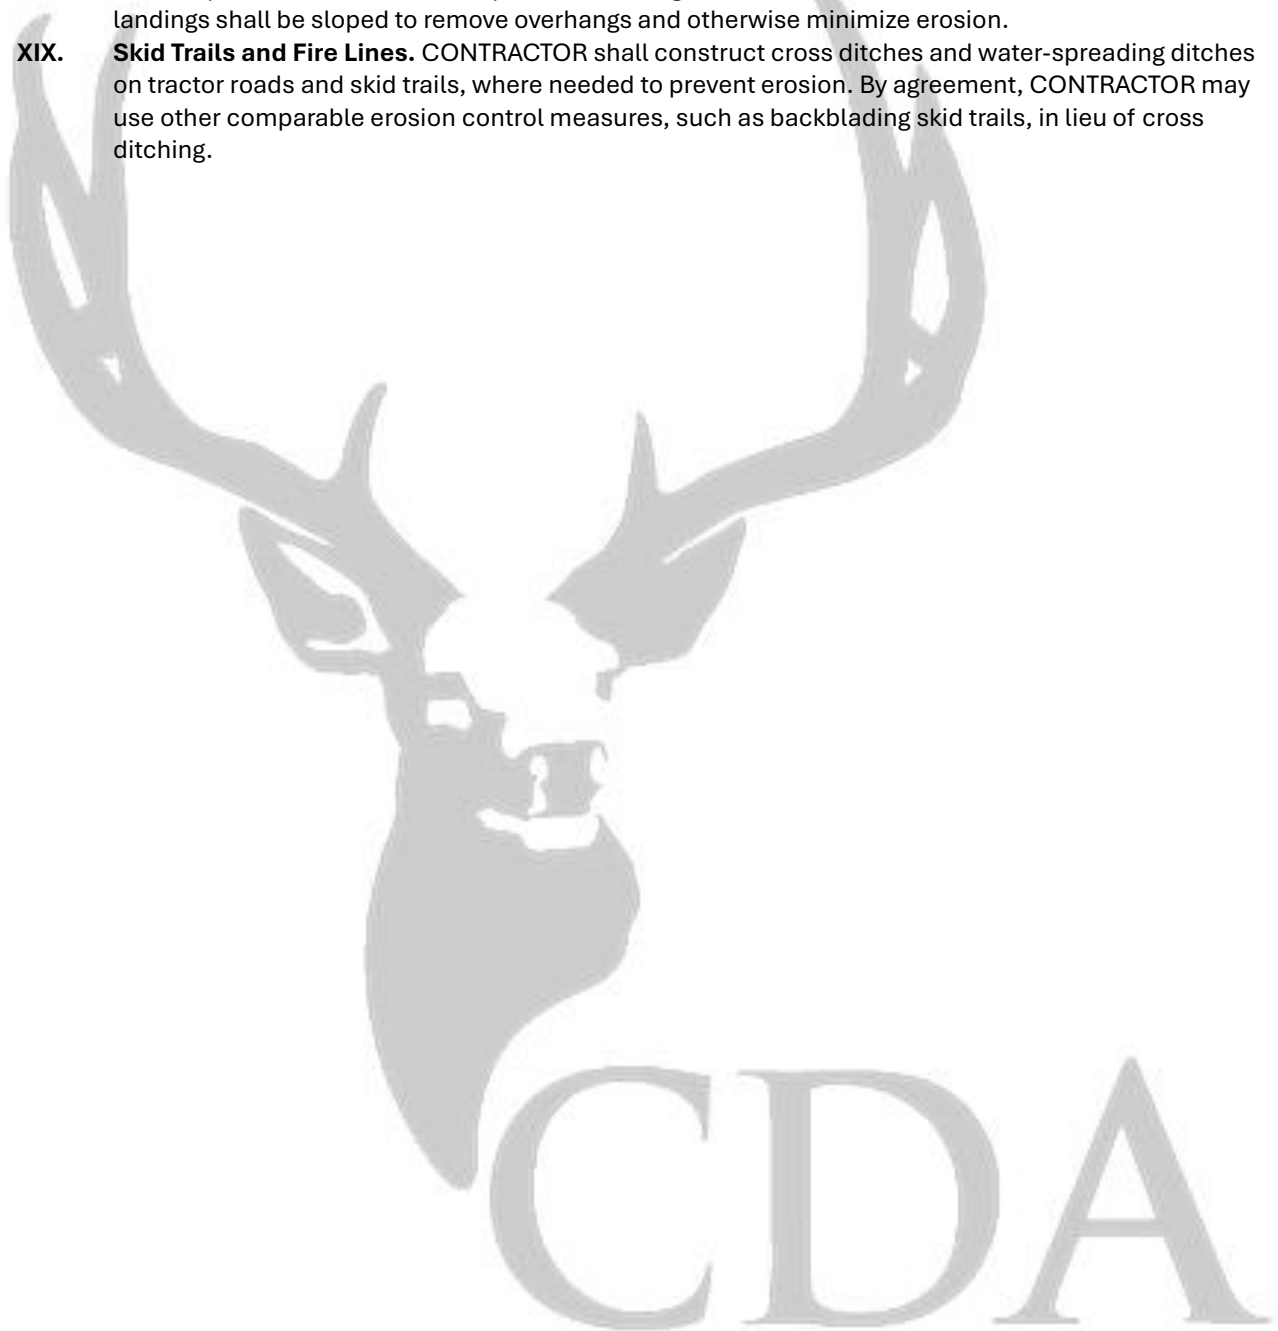 landings shall be sloped to remove overhangs and otherwise minimize erosion.
XIX. Skid Trails and Fire Lines. CONTRACTOR shall construct cross ditches and water-spreading ditches
on tractor roads and skid trails, where needed to prevent erosion. By agreement, CONTRACTOR may
use other comparable erosion control measures, such as backblading skid trails, in lieu of cross
ditching.
CDA